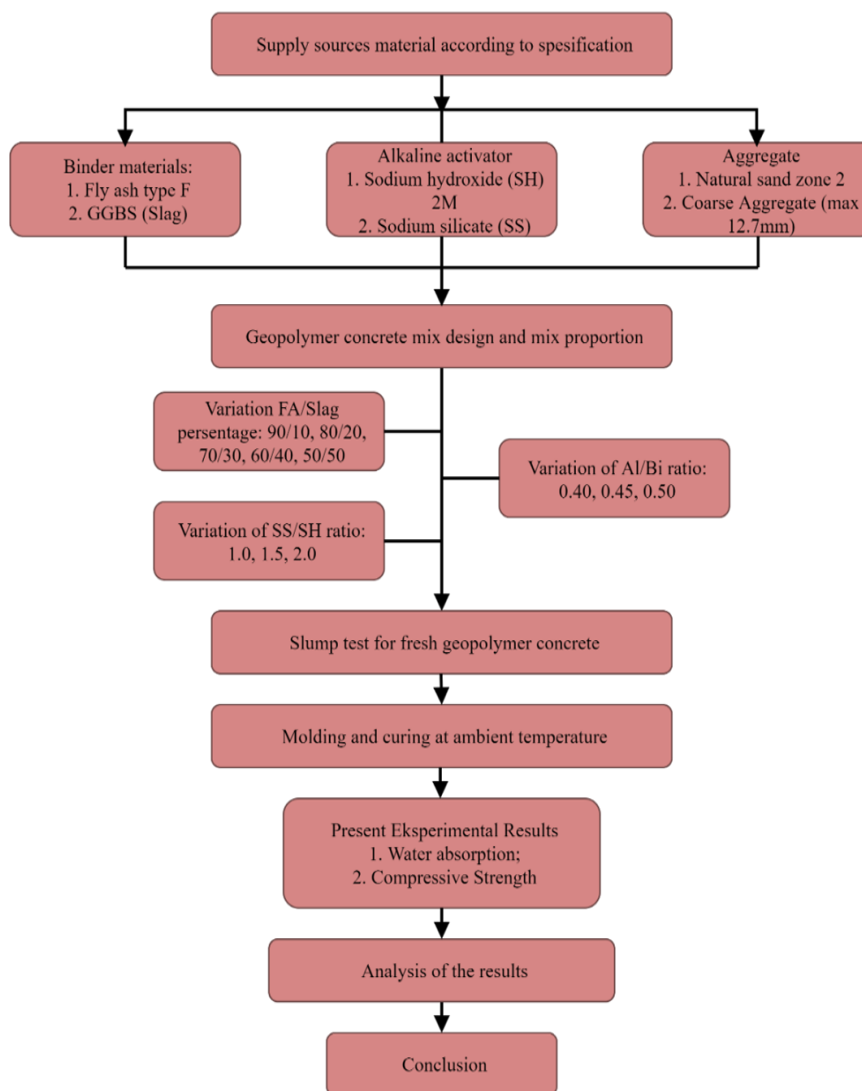 Supply sources material according to spesification
Binder materials:
1. Fly ash type F
2. GGBS (Slag)
Alkaline activator
1. Sodium hydroxide (SH)
2M
2. Sodium silicate (SS)
Aggregate
1. Natural sand zone 2
2. Coarse Aggregate (max
12.7mm)
Geopolymer concrete mix design and mix proportion
Variation FA/Slag
persentage: 90/10, 80/20,
70/30, 60/40, 50/50
Variation of Al/Bi ratio:
0.40, 0.45, 0.50
Variation of SS/SH ratio:
1.0, 1.5, 2.0
Slump test for fresh geopolymer concrete
Molding and curing at ambient temperature
Present Eksperimental Results
1. Water absorption;
2. Compressive Strength
Analysis of the results
Conclusion